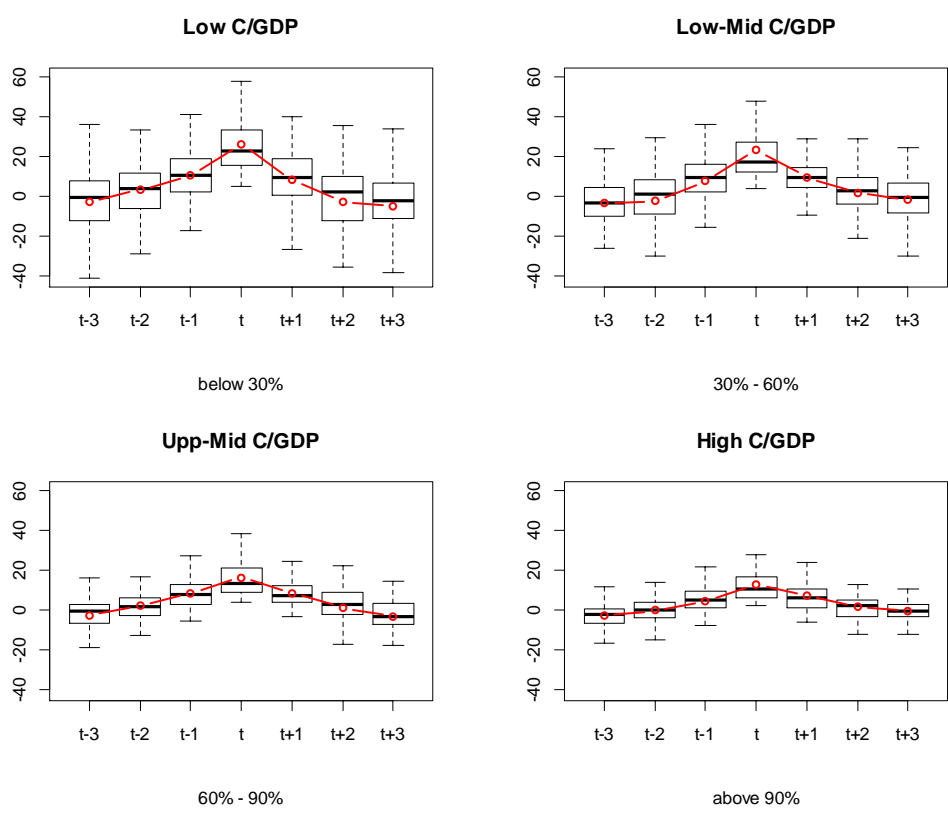 Low C/GDP
60
40
20
0
-20
-40
t-3 t-2 t-1 t t+1 t+2 t+3
below 30%
Low-Mid C/GDP
60
40
20
0
-20
-40
t-3 t-2 t-1 t t+1 t+2 t+3
30% - 60%
Upp-Mid C/GDP
60
40
20
0
-20
-40
t-3 t-2 t-1 t t+1 t+2 t+3
60% - 90%
High C/GDP
60
40
20
0
-20
-40
t-3 t-2 t-1 t t+1 t+2 t+3
above 90%